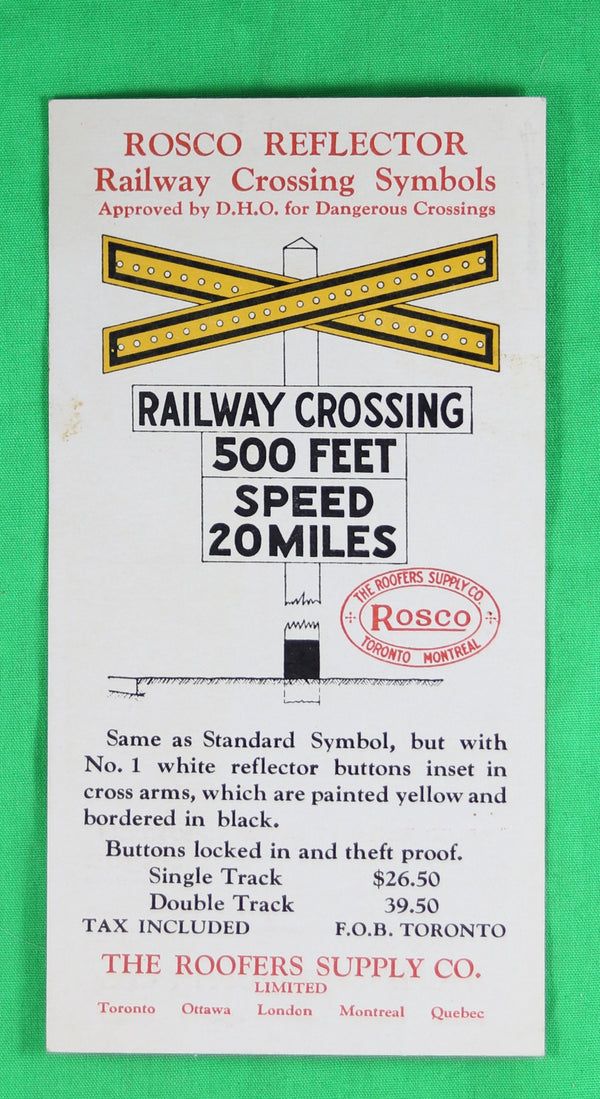 ROSCO REFLECTOR
Railway Crossing Symbols
Approved by D.H.O. for Dangerous Crossings
RAILWAY CROSSING
500 FEET
SPEED
20 MILES
THE ROOFERS SUPPLY CO.
ROSCO
TORONTO MONTREAL
Same as Standard Symbol, but with
No. 1 white reflector buttons inset in
cross arms, which are painted yellow and
bordered in black.
Buttons locked in and theft proof.
Single Track $26.50
Double Track 39.50
TAX INCLUDED F.O.B. TORONTO
THE ROOFERS SUPPLY CO.
LIMITED
Toronto Ottawa London Montreal Quebec